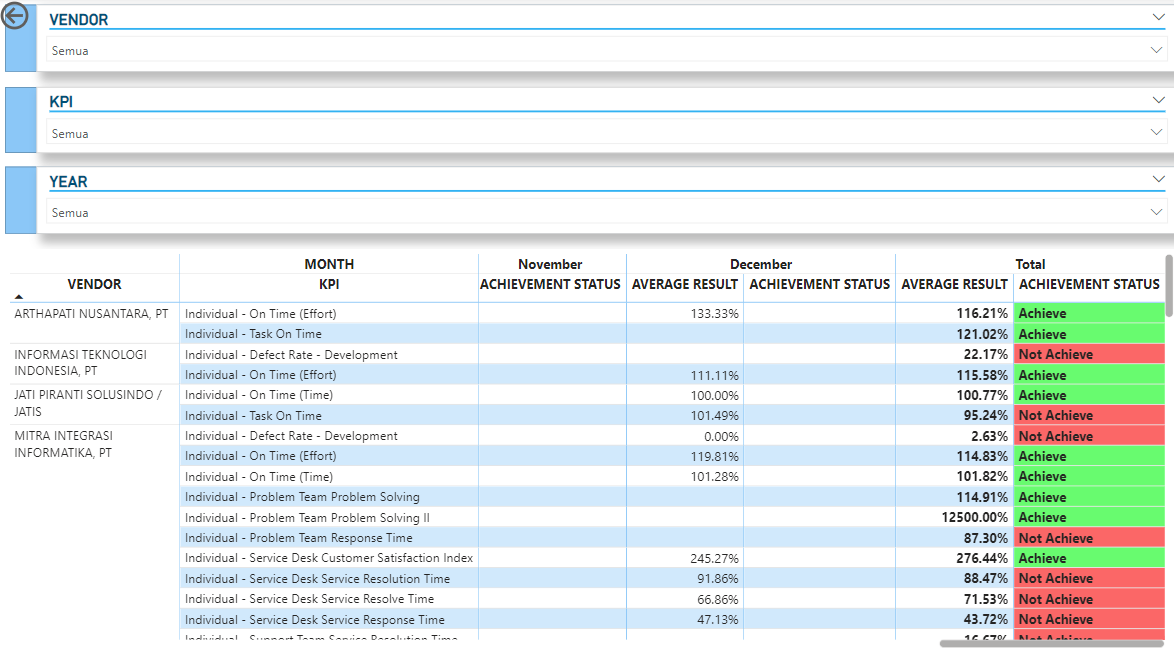 VENDOR
Semua
KPI
Semua
YEAR
Semua
MONTH November December Total
VENDOR KPI ACHIEVEMENT STATUS AVERAGE RESULT ACHIEVEMENT STATUS AVERAGE RESULT ACHIEVEMENT STATUS
ARTHAPATI NUSANTARA, PT Individual - On Time (Effort) 133.33% 116.21% Achieve
Individual - Task On Time 121.02% Achieve
INFORMASI TEKNOLOGI Individual - Defect Rate - Development 22.17% Not Achieve
INDONESIA, PT Individual - On Time (Effort) 111.11% 115.58% Achieve
JATI PIRANTI SOLUSINDO / Individual - On Time (Time) 100.00% 100.77% Achieve
JATIS Individual - Task On Time 101.49% 95.24% Not Achieve
MITRA INTEGRASI Individual - Defect Rate - Development 0.00% 2.63% Not Achieve
INFORMATIKA, PT Individual - On Time (Effort) 119.81% 114.83% Achieve
Individual - On Time (Time) 101.28% 101.82% Achieve
Individual - Problem Team Problem Solving 114.91% Achieve
Individual - Problem Team Problem Solving II 12500.00% Achieve
Individual - Problem Team Response Time 87.30% Not Achieve
Individual - Service Desk Customer Satisfaction Index 245.27% 276.44% Achieve
Individual - Service Desk Service Resolution Time 91.86% 88.47% Not Achieve
Individual - Service Desk Service Resolve Time 66.86% 71.53% Not Achieve
Individual - Service Desk Service Response Time 47.13% 43.72% Not Achieve
Individual - Support Team Service Resolution Time 16.67% Not Achieve